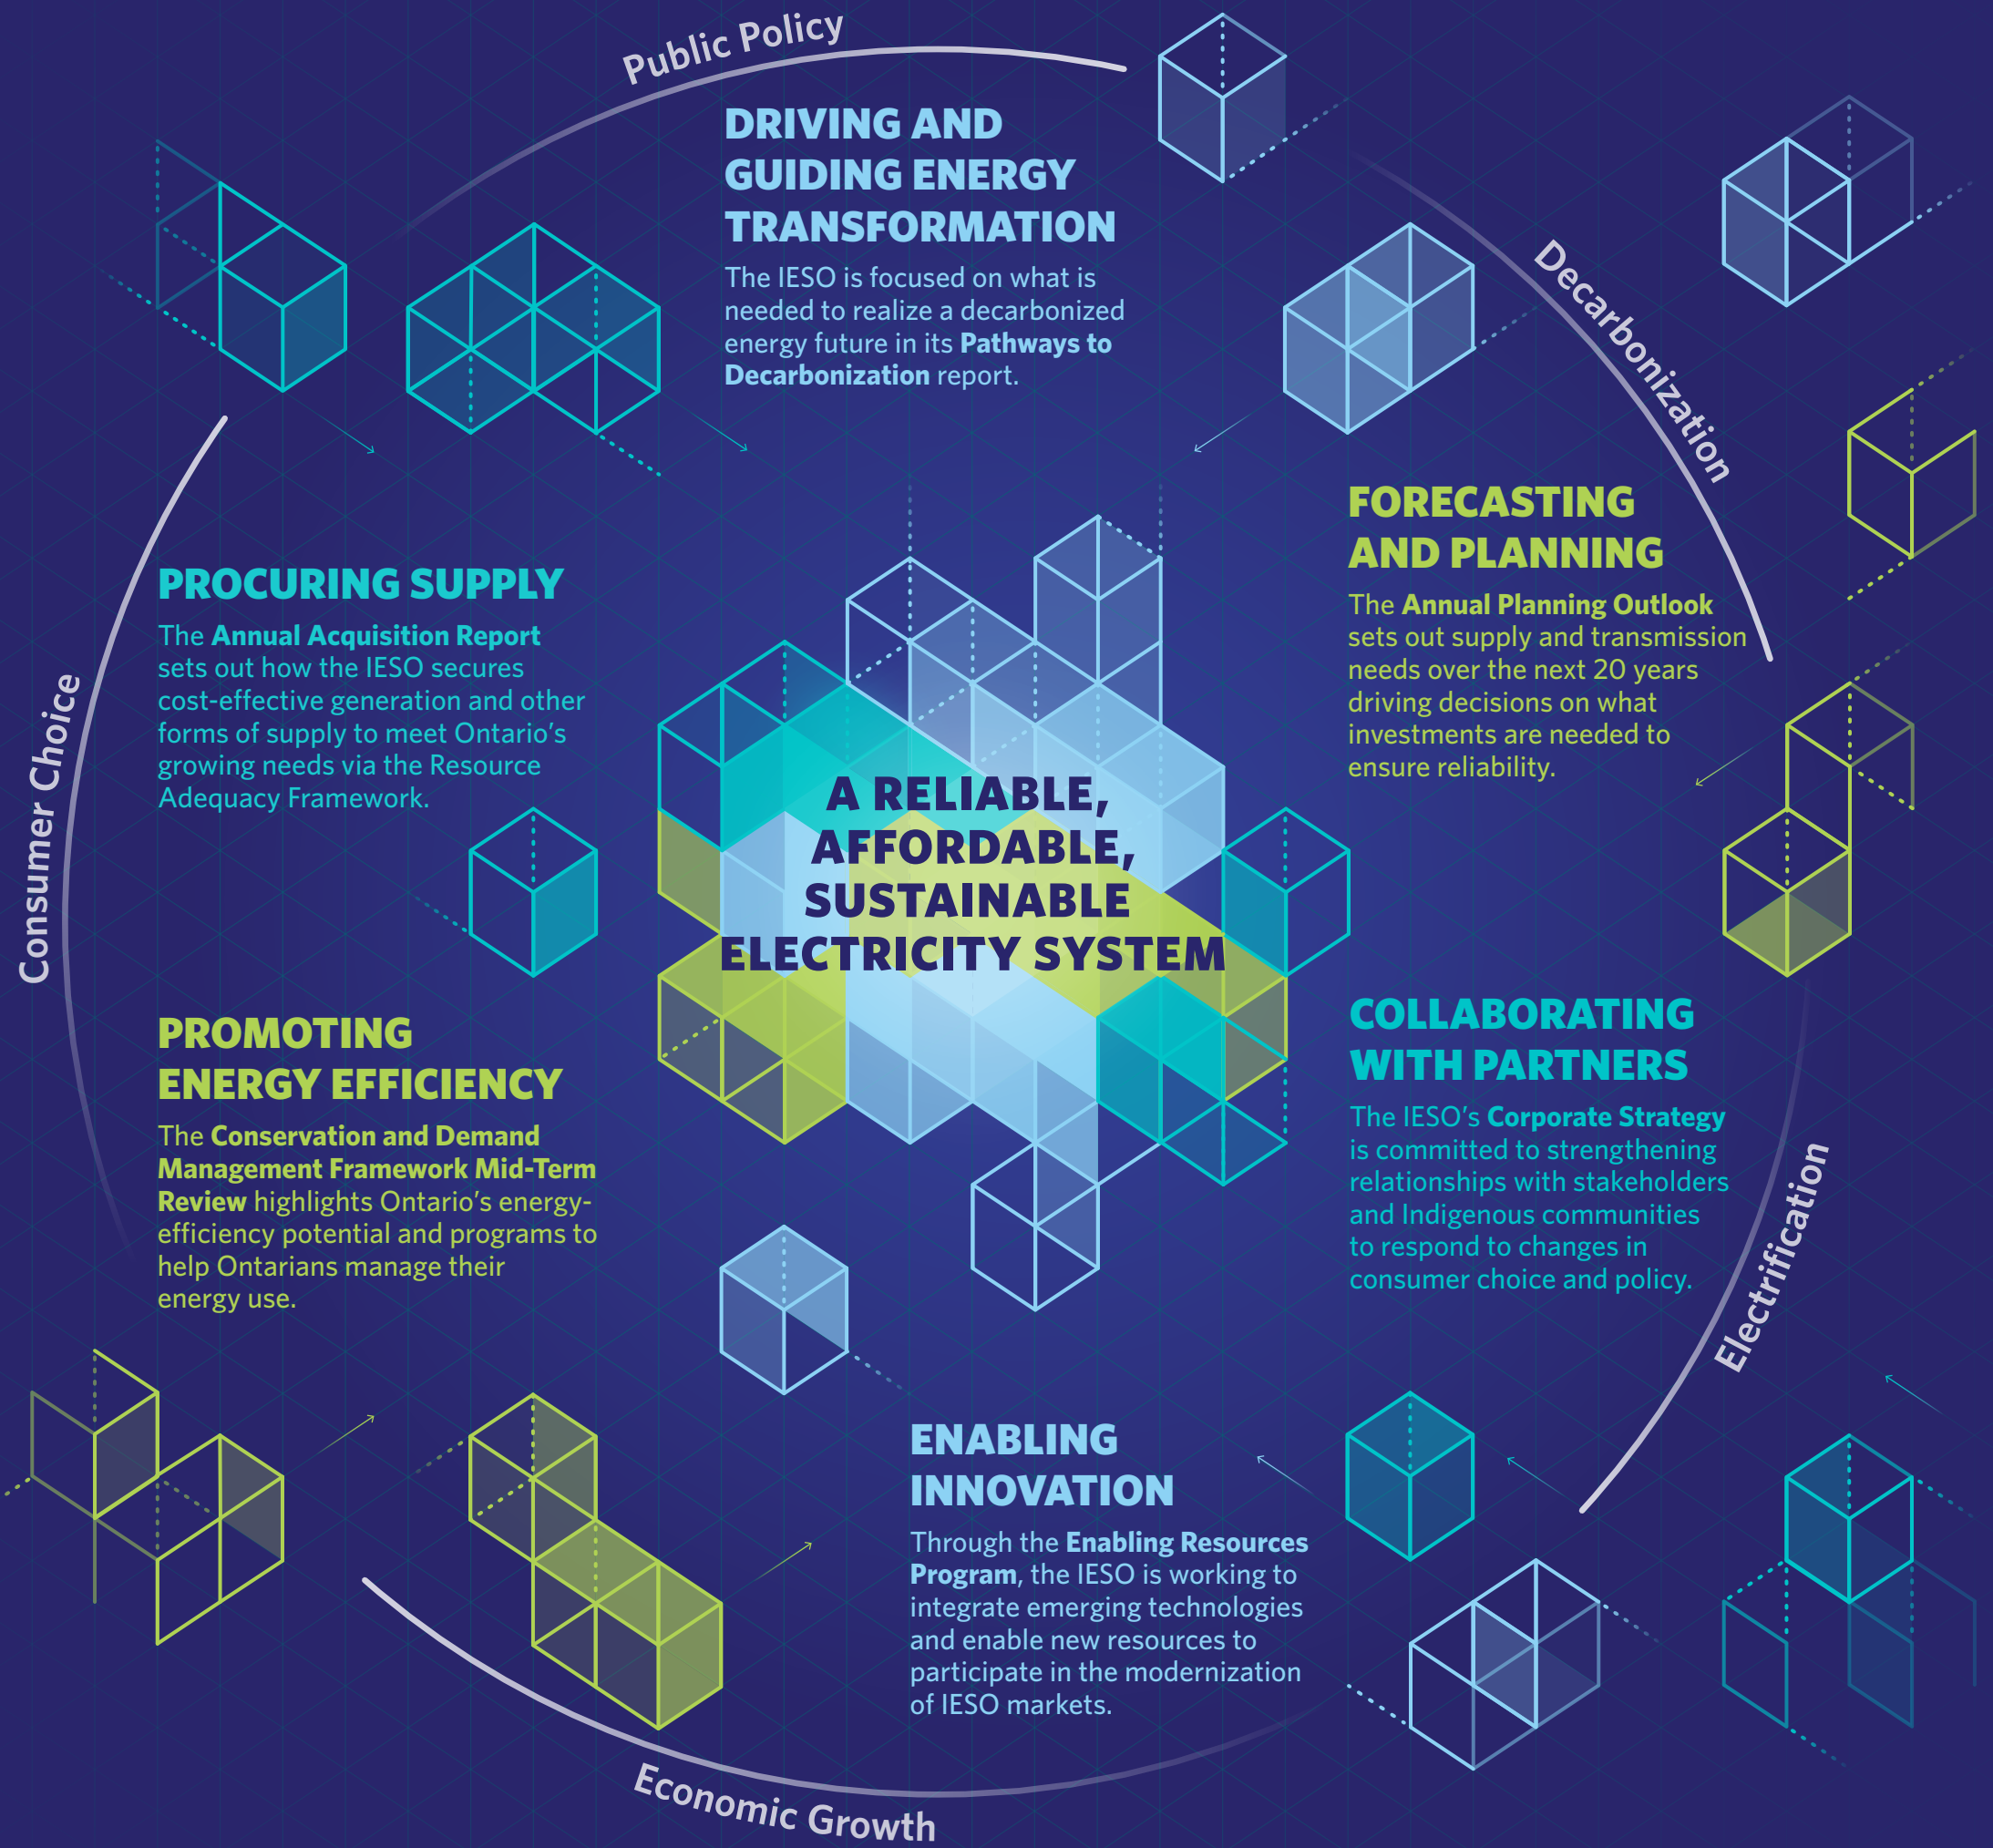 Public Policy
DRIVING AND
GUIDING ENERGY
TRANSFORMATION
The IESO is focused on what is
needed to realize a decarbonized
energy future in its Pathways to
Decarbonization report.
Decarbonization
FORECASTING
AND PLANNING
The Annual Planning Outlook
sets out supply and transmission
needs over the next 20 years
driving decisions on what
investments are needed to
ensure reliability.
PROCURING SUPPLY
The Annual Acquisition Report
sets out how the IESO secures
cost-effective generation and other
forms of supply to meet Ontario’s
growing needs via the Resource
Adequacy Framework.
Consumer Choice
A RELIABLE,
AFFORDABLE,
SUSTAINABLE
ELECTRICITY SYSTEM
PROMOTING
ENERGY EFFICIENCY
The Conservation and Demand
Management Framework Mid-Term
Review highlights Ontario’s energy-
efficiency potential and programs to
help Ontarians manage their
energy use.
COLLABORATING
WITH PARTNERS
The IESO’s Corporate Strategy
is committed to strengthening
relationships with stakeholders
and Indigenous communities
to respond to changes in
consumer choice and policy.
Electrification
ENABLING
INNOVATION
Through the Enabling Resources
Program, the IESO is working to
integrate emerging technologies
and enable new resources to
participate in the modernization
of IESO markets.
Economic Growth